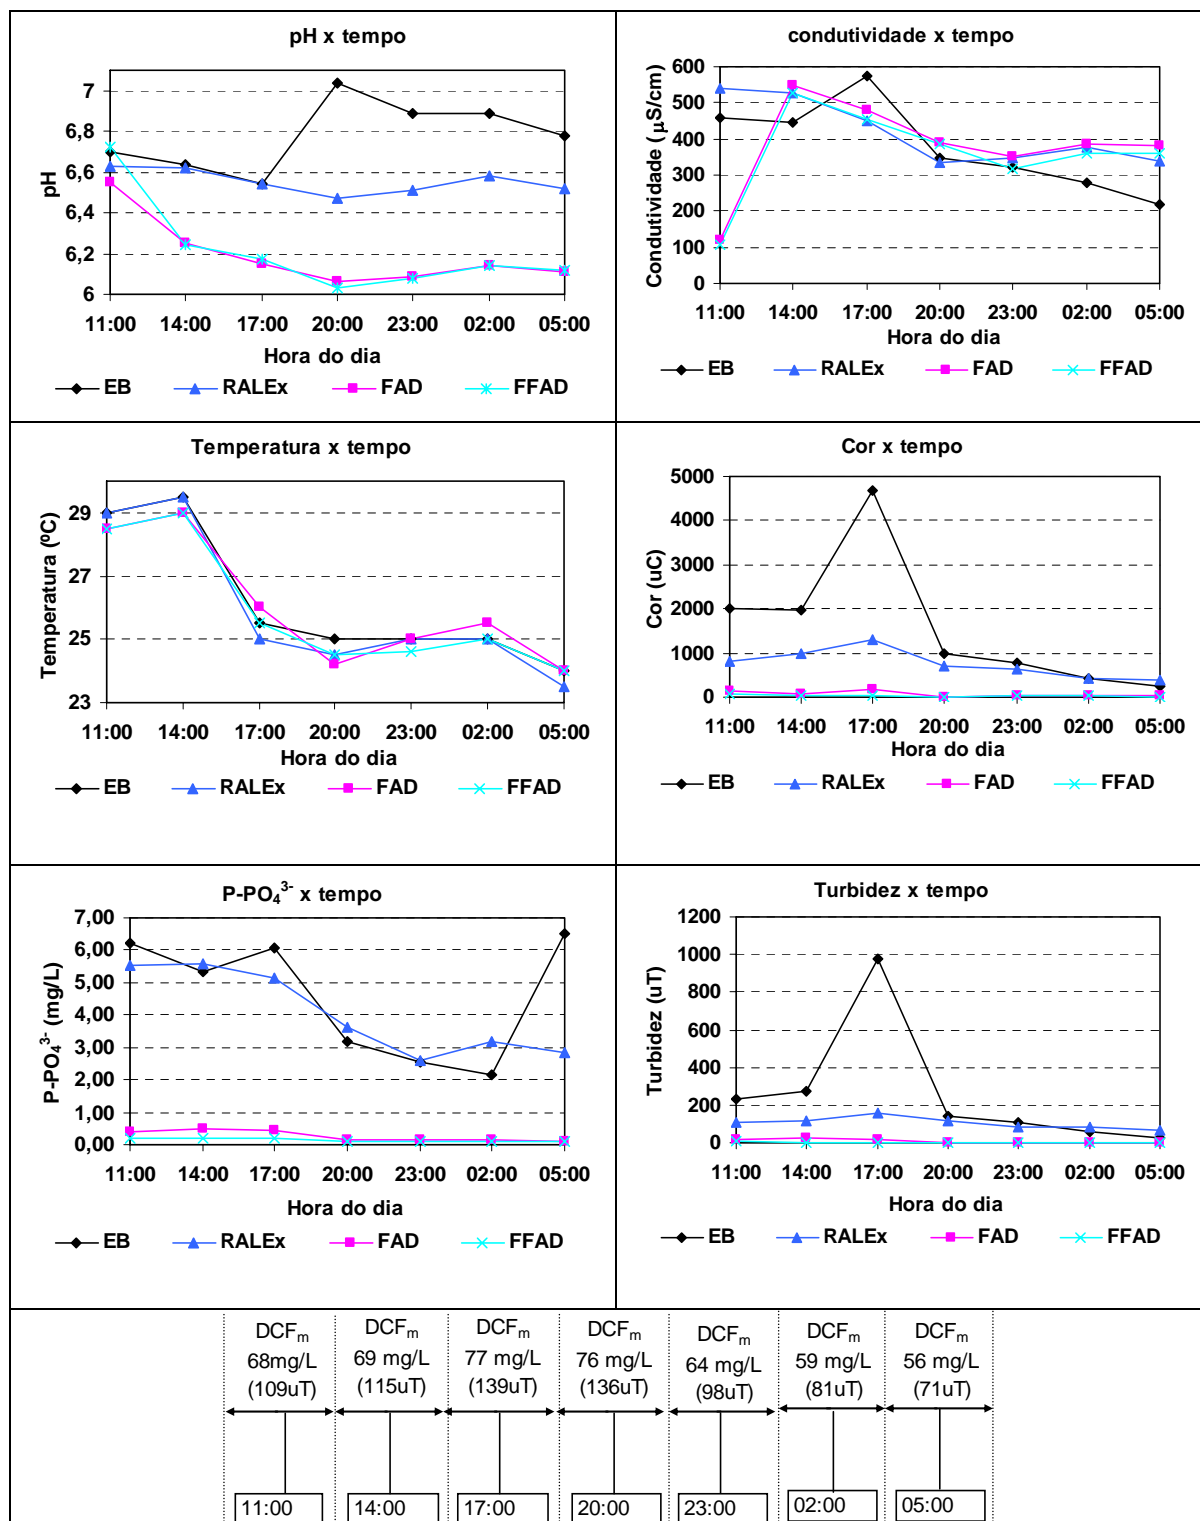 pH x tempo
7
6,8
6,6
6,4
6,2
6
pH
11:00 14:00 17:00 20:00 23:00 02:00 05:00
Hora do dia
EB RALEx FAD FFAD
condutividade x tempo
600
500
400
300
200
100
0
Condutividade (µS/cm)
11:00 14:00 17:00 20:00 23:00 02:00 05:00
Hora do dia
EB RALEx FAD FFAD
Temperatura x tempo
29
27
25
23
Temperatura (ºC)
11:00 14:00 17:00 20:00 23:00 02:00 05:00
Hora do dia
EB RALEx FAD FFAD
Cor x tempo
5000
4000
3000
2000
1000
0
Cor (uC)
11:00 14:00 17:00 20:00 23:00 02:00 05:00
Hora do dia
EB RALEx FAD FFAD
P-PO₄³⁻ x tempo
7,00
6,00
5,00
4,00
3,00
2,00
1,00
0,00
P-PO₄³⁻ (mg/L)
11:00 14:00 17:00 20:00 23:00 02:00 05:00
Hora do dia
EB RALEx FAD FFAD
Turbidez x tempo
1200
1000
800
600
400
200
0
Turbidez (uT)
11:00 14:00 17:00 20:00 23:00 02:00 05:00
Hora do dia
EB RALEx FAD FFAD
DCFₘ DCFₘ DCFₘ DCFₘ DCFₘ DCFₘ DCFₘ
68mg/L 69 mg/L 77 mg/L 76 mg/L 64 mg/L 59 mg/L 56 mg/L
(109uT) (115uT) (139uT) (136uT) (98uT) (81uT) (71uT)
11:00 14:00 17:00 20:00 23:00 02:00 05:00